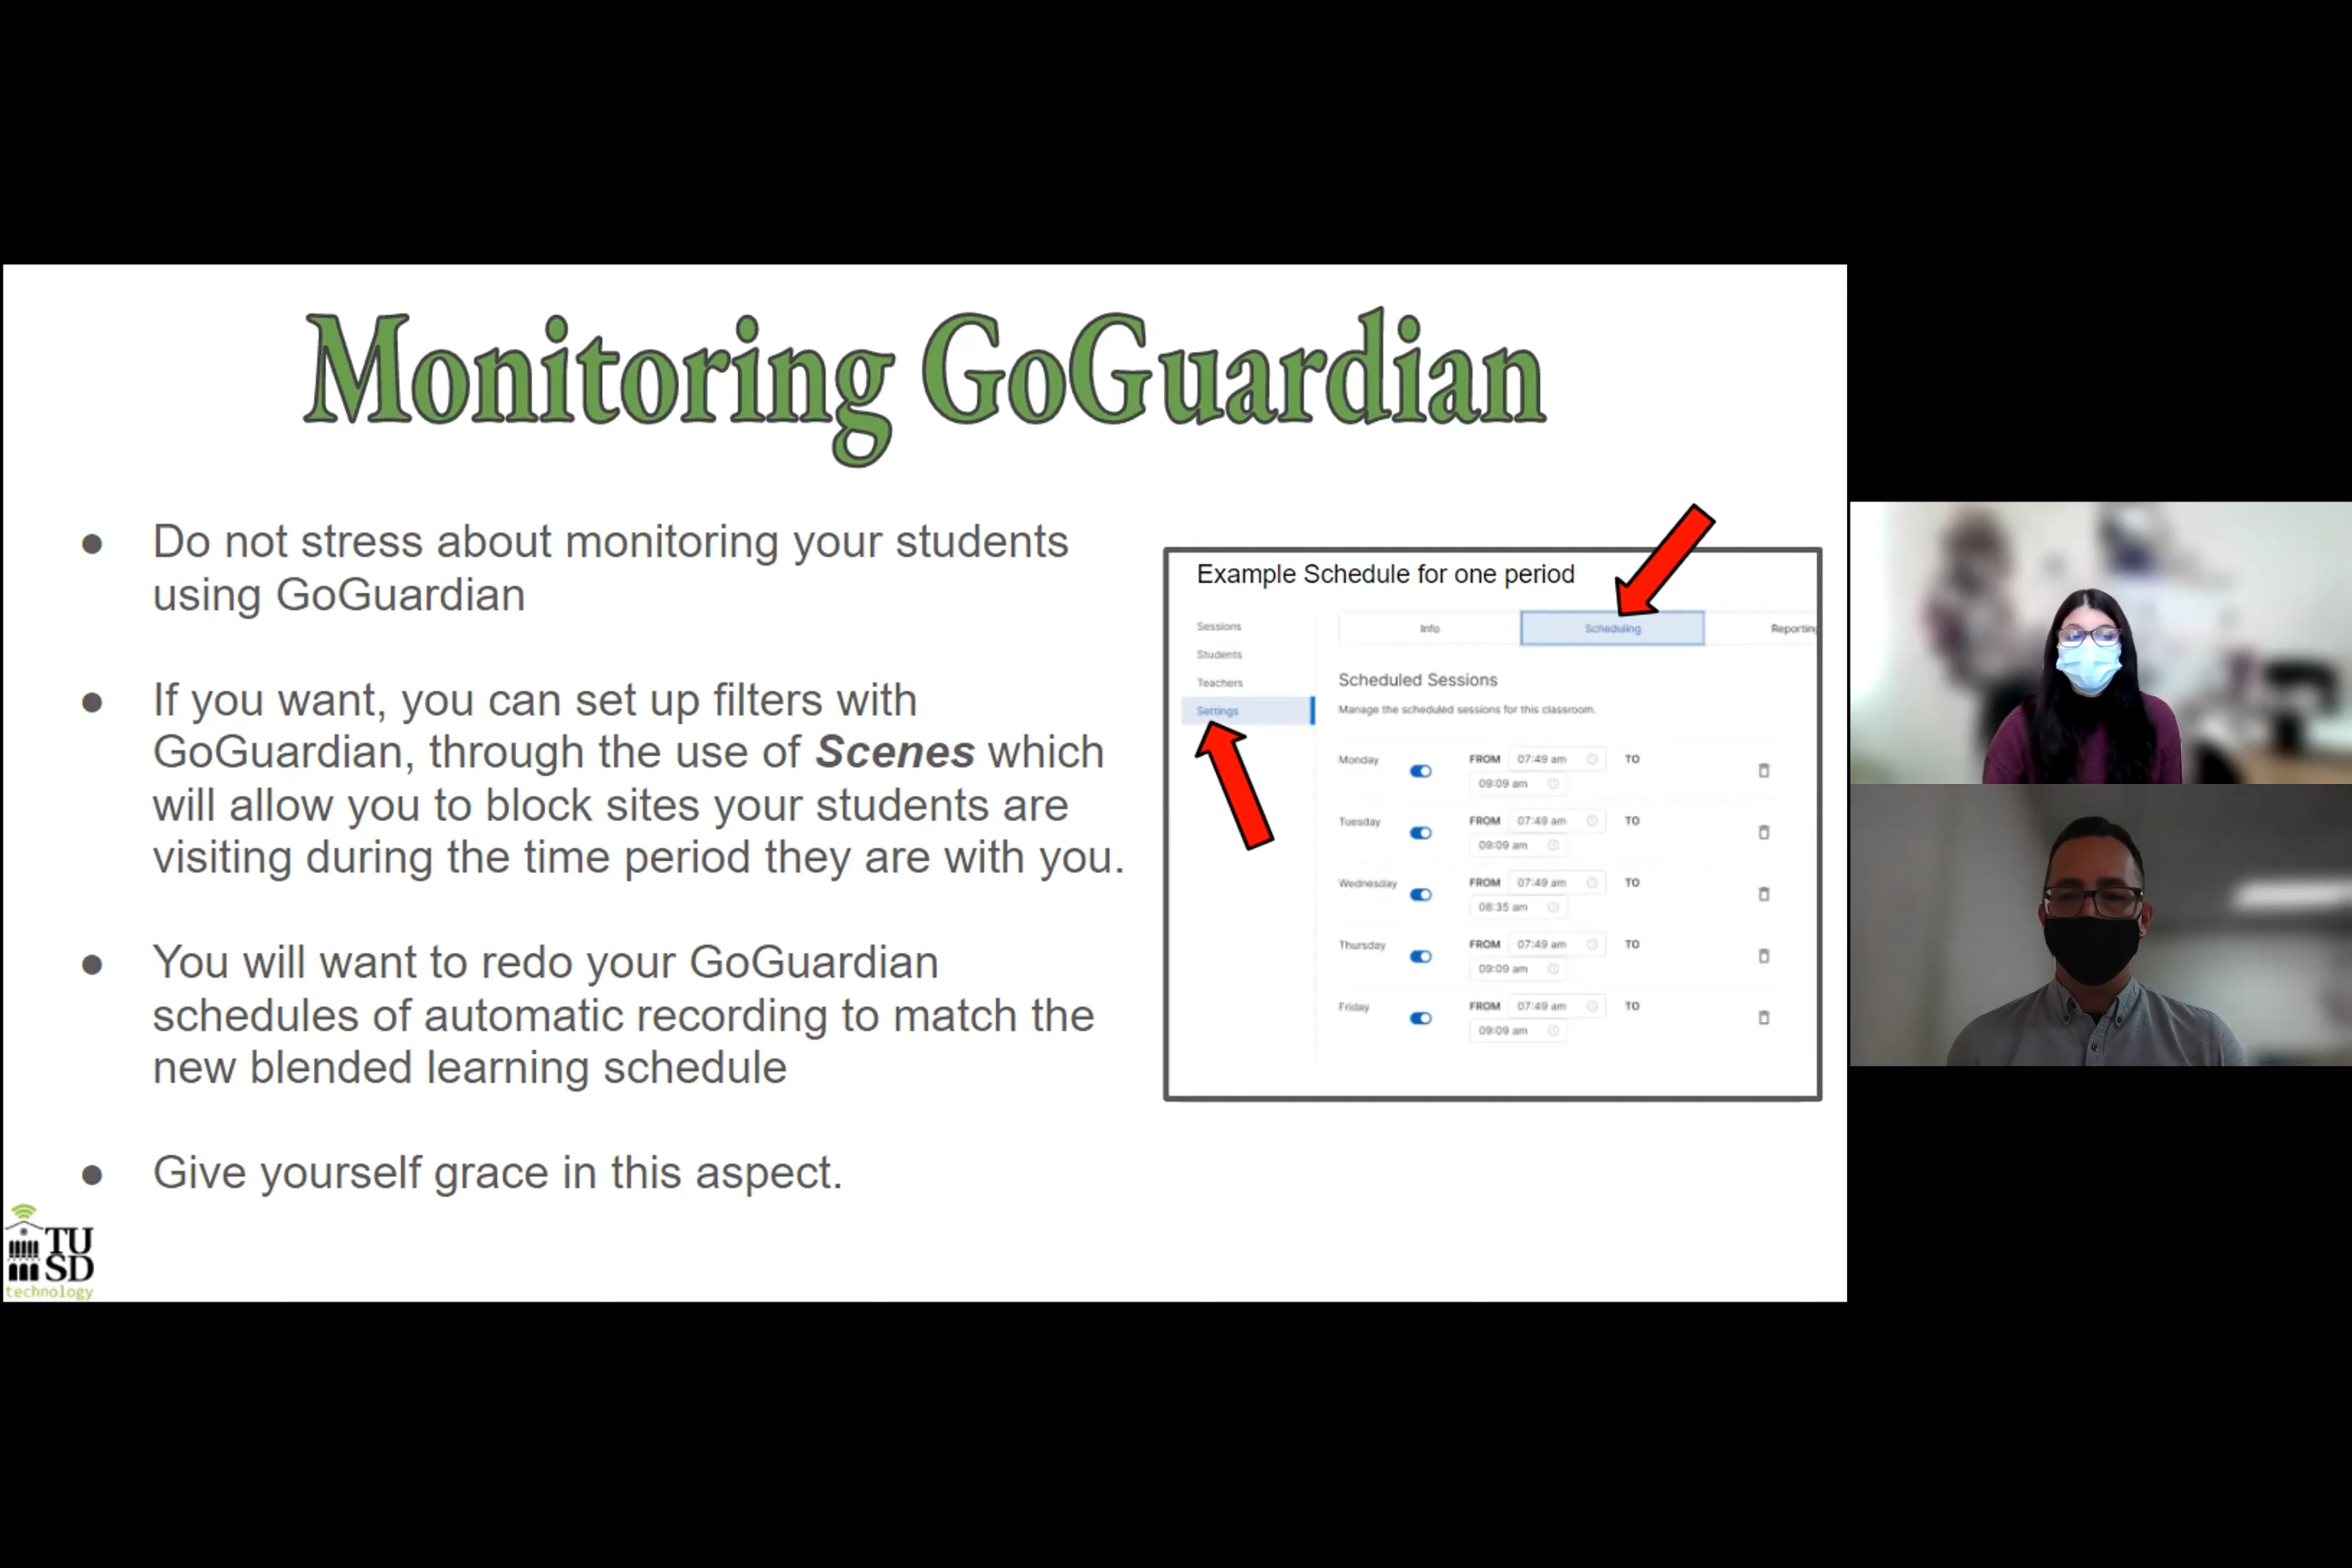 Monitoring GoGuardian
● Do not stress about monitoring your students
using GoGuardian
● If you want, you can set up filters with
GoGuardian, through the use of Scenes which
will allow you to block sites your students are
visiting during the time period they are with you.
● You will want to redo your GoGuardian
schedules of automatic recording to match the
new blended learning schedule
● Give yourself grace in this aspect.
Example Schedule for one period
Sessions
Students
Teachers
Settings
Info Scheduling Reporting
Scheduled Sessions
Manage the scheduled sessions for this classroom.
Monday FROM 07:49 am TO
09:09 am
Tuesday FROM 07:49 am TO
09:09 am
Wednesday FROM 07:49 am TO
08:35 am
Thursday FROM 07:49 am TO
09:09 am
Friday FROM 07:49 am TO
09:09 am
TU
SD
technology